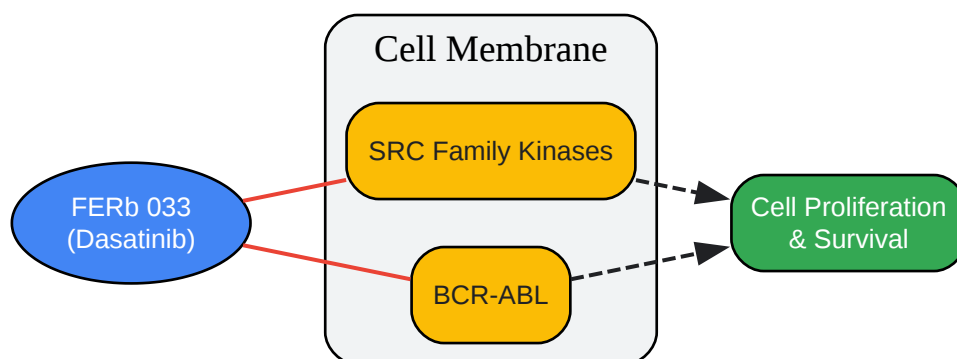 Cell Membrane
SRC Family Kinases
FERb 033
(Dasatinib)
Cell Proliferation
& Survival
BCR-ABL